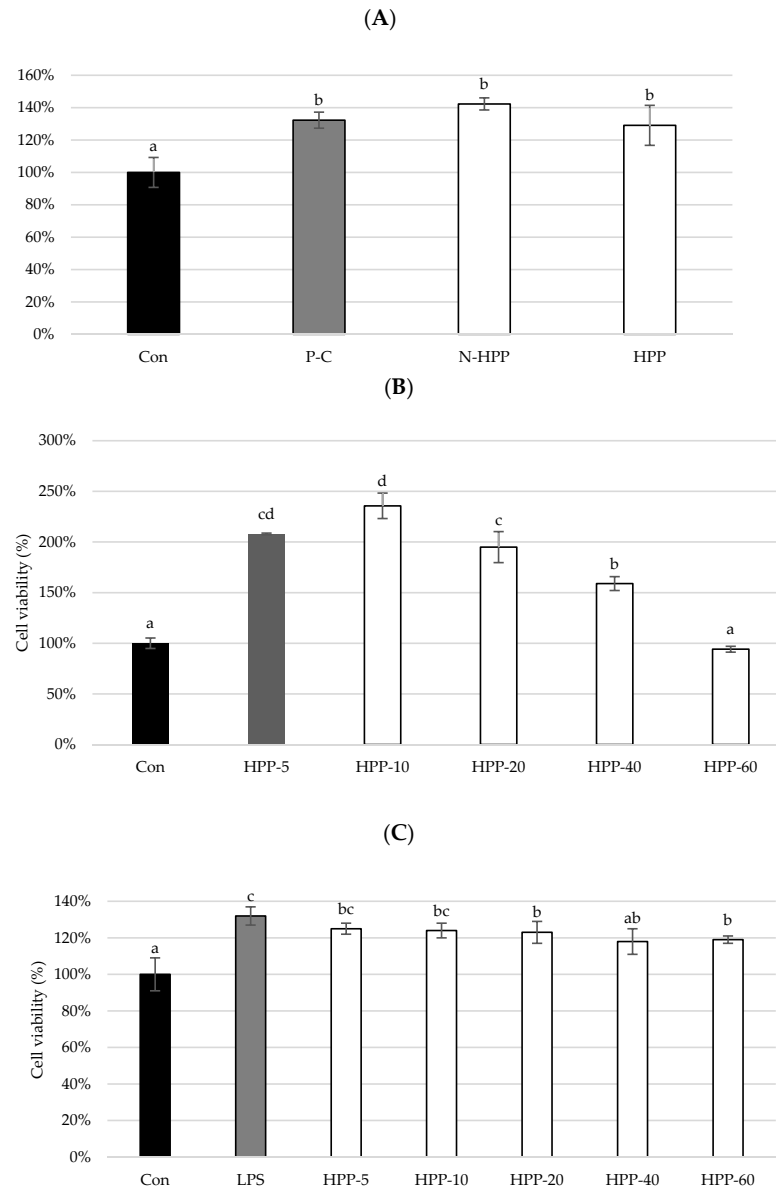 (A)
160%
140%
120%
100%
80%
60%
40%
20%
0%
a
b
b
b
Con P-C N-HPP HPP
(B)
Cell viability (%)
300%
250%
200%
150%
100%
50%
0%
a
cd
d
c
b
a
Con HPP-5 HPP-10 HPP-20 HPP-40 HPP-60
(C)
Cell viability (%)
140%
120%
100%
80%
60%
40%
20%
0%
a
c
bc
bc
b
ab
b
Con LPS HPP-5 HPP-10 HPP-20 HPP-40 HPP-60